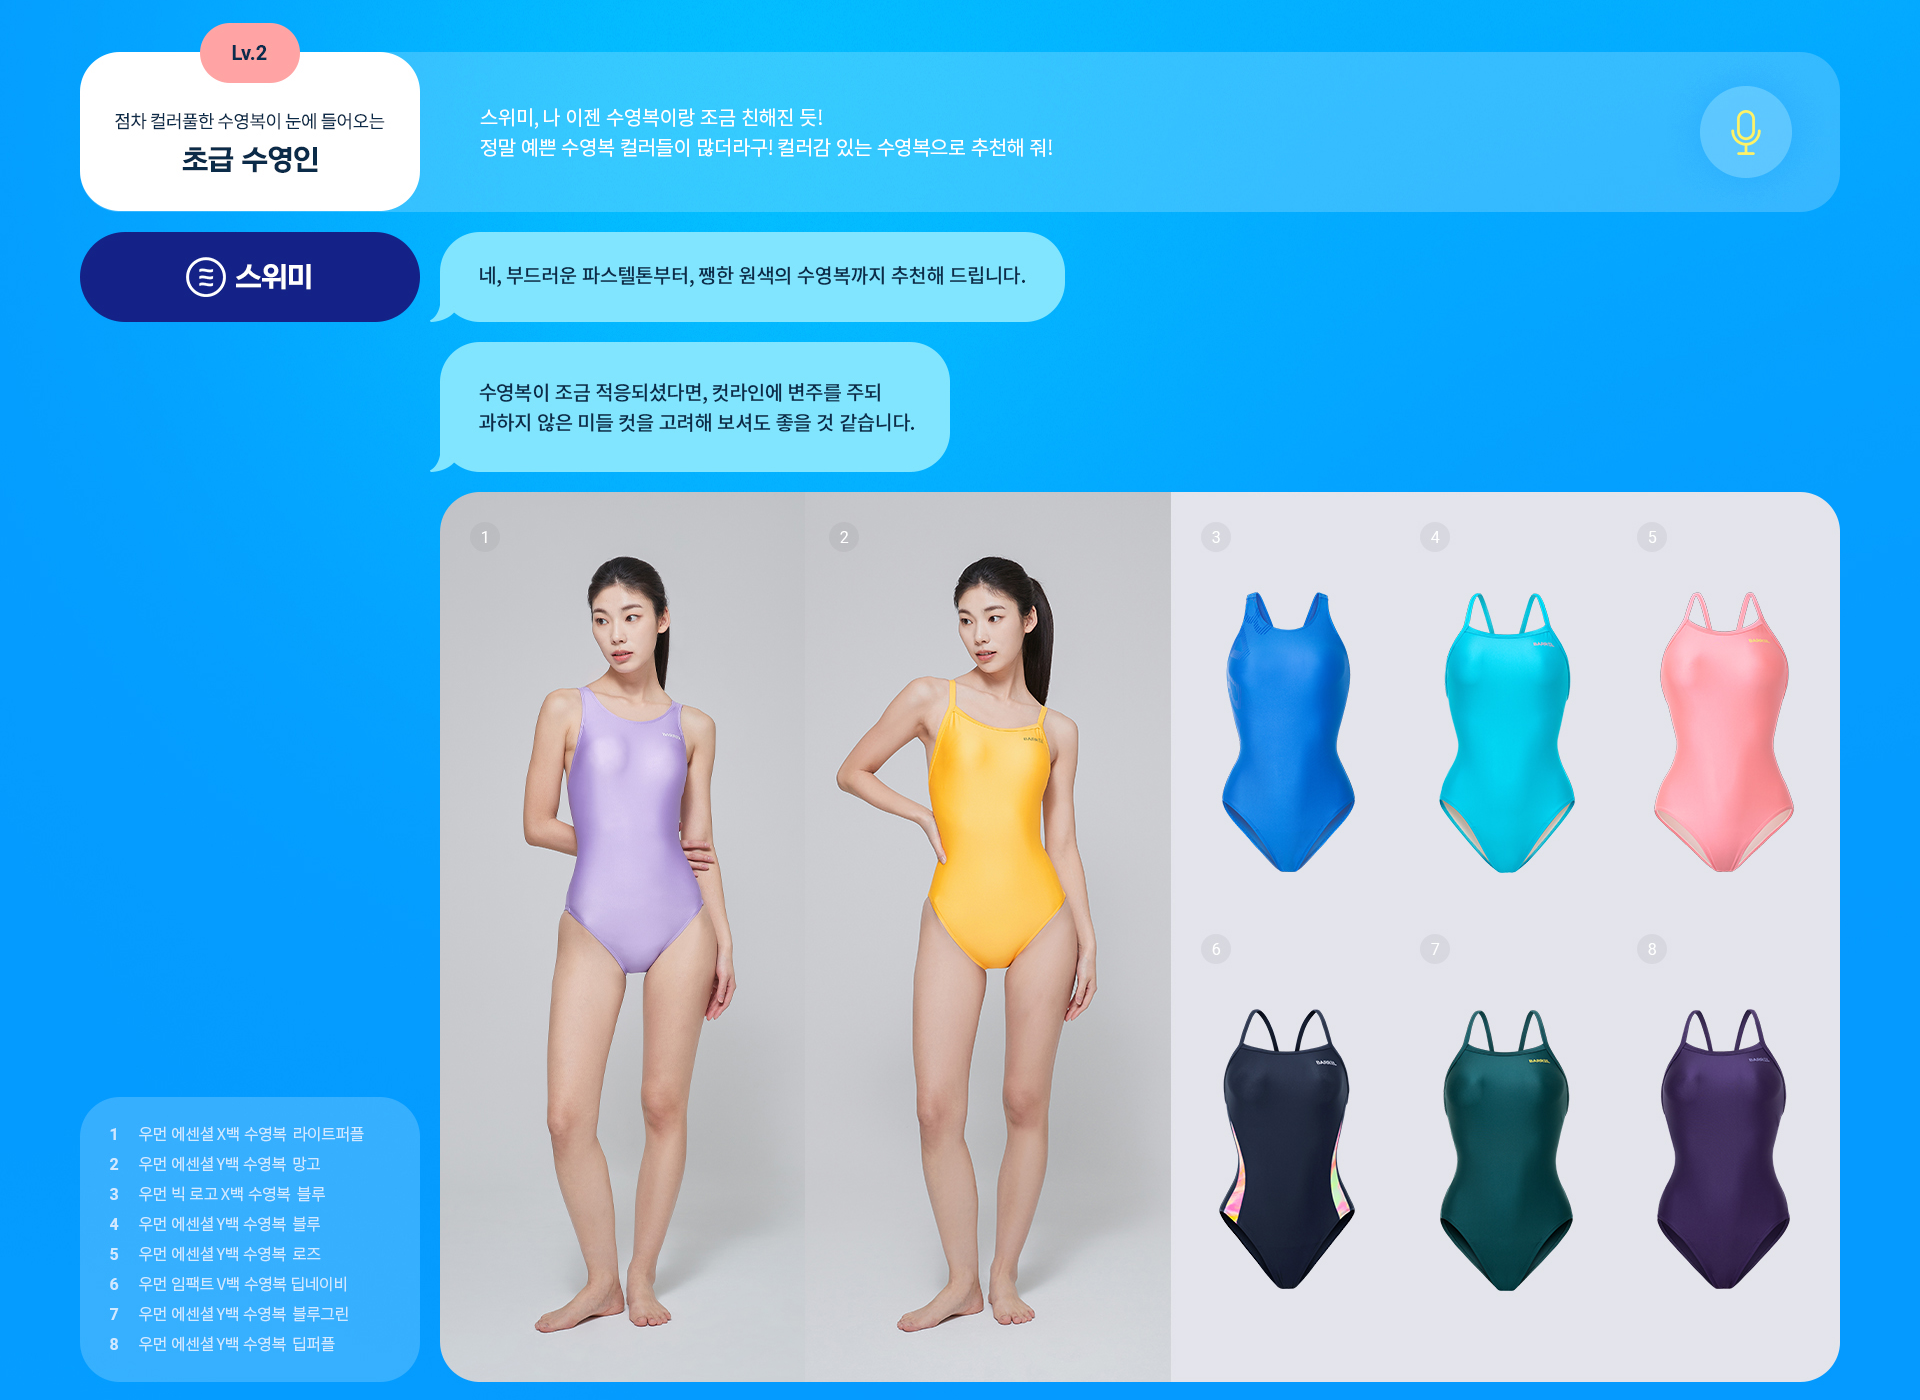 Lv.2
점차 컬러풀한 수영복이 눈에 들어오는
초급 수영인
스위미, 나 이젠 수영복이랑 조금 친해진 듯!
정말 예쁜 수영복 컬러들이 많더라구! 컬러감 있는 수영복으로 추천해 줘!
스위미
네, 부드러운 파스텔톤부터, 쨍한 원색의 수영복까지 추천해 드립니다.
수영복이 조금 적응되셨다면, 컷라인에 변주를 주되
과하지 않은 미들 컷을 고려해 보셔도 좋을 것 같습니다.
1
2
3
4
5
6
7
8
1 우먼 에센셜 X백 수영복 라이트퍼플
2 우먼 에센셜 Y백 수영복 망고
3 우먼 빅 로고 X백 수영복 블루
4 우먼 에센셜 Y백 수영복 블루
5 우먼 에센셜 Y백 수영복 로즈
6 우먼 임팩트 V백 수영복 딥네이비
7 우먼 에센셜 Y백 수영복 블루그린
8 우먼 에센셜 Y백 수영복 딥퍼플